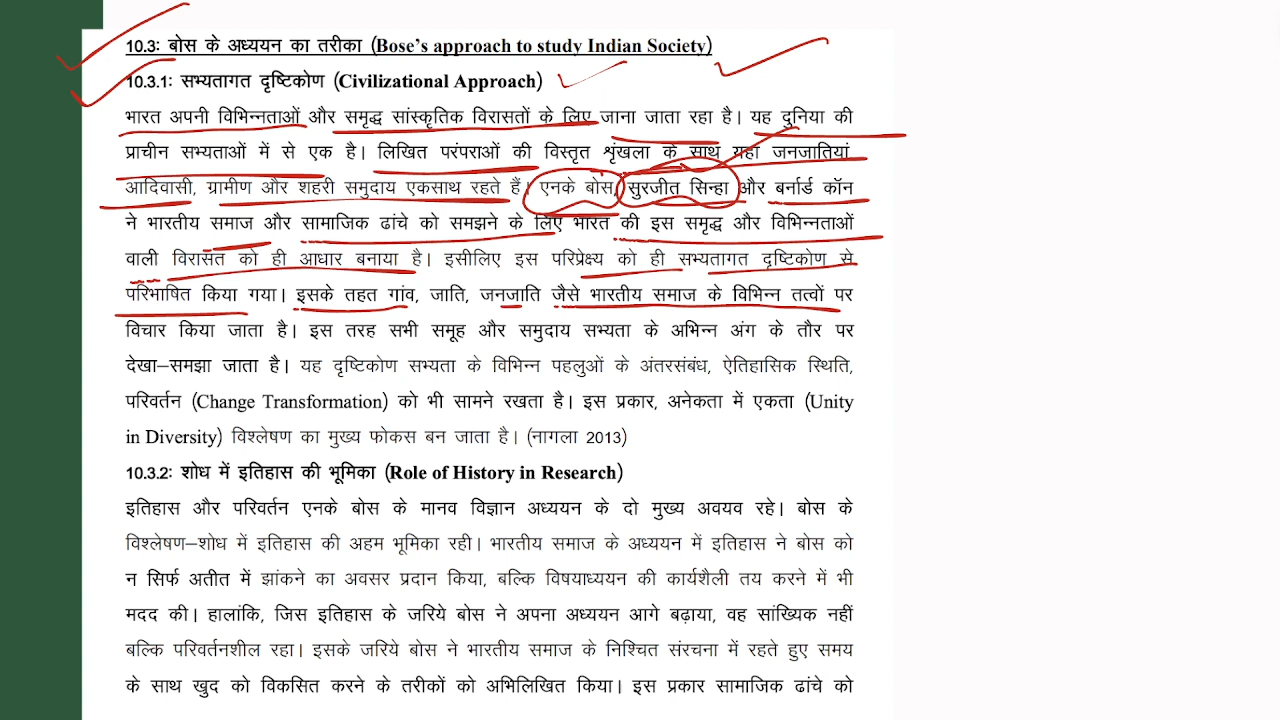 10.3: बोस के अध्ययन का तरीका (Bose's approach to study Indian Society)
10.3.1: सभ्यतागत दृष्टिकोण (Civilizational Approach)
भारत अपनी विभिन्नताओं और समृद्ध सांस्कृतिक विरासतों के लिए जाना जाता रहा है। यह दुनिया की
प्राचीन सभ्यताओं में से एक है। लिखित परंपराओं की विस्तृत श्रृंखला के साथ यहां जनजातियां
आदिवासी, ग्रामीण और शहरी समुदाय एकसाथ रहते हैं। एनके बोस, सुरजीत सिन्हा और बर्नार्ड कॉन
ने भारतीय समाज और सामाजिक ढांचे को समझने के लिए भारत की इस समृद्ध और विभिन्नताओं
वाली विरासत को ही आधार बनाया है। इसीलिए इस परिप्रेक्ष्य को ही सभ्यतागत दृष्टिकोण से
परिभाषित किया गया। इसके तहत गांव, जाति, जनजाति जैसे भारतीय समाज के विभिन्न तत्वों पर
विचार किया जाता है। इस तरह सभी समूह और समुदाय सभ्यता के अभिन्न अंग के तौर पर
देखा–समझा जाता है। यह दृष्टिकोण सभ्यता के विभिन्न पहलुओं के अंतरसंबंध, ऐतिहासिक स्थिति,
परिवर्तन (Change Transformation) को भी सामने रखता है। इस प्रकार, अनेकता में एकता (Unity
in Diversity) विश्लेषण का मुख्य फोकस बन जाता है। (नागला 2013)
10.3.2: शोध में इतिहास की भूमिका (Role of History in Research)
इतिहास और परिवर्तन एनके बोस के मानव विज्ञान अध्ययन के दो मुख्य अवयव रहे। बोस के
विश्लेषण–शोध में इतिहास की अहम भूमिका रही। भारतीय समाज के अध्ययन में इतिहास ने बोस को
न सिर्फ अतीत में झांकने का अवसर प्रदान किया, बल्कि विषयाध्ययन की कार्यशैली तय करने में भी
मदद की। हालांकि, जिस इतिहास के जरिये बोस ने अपना अध्ययन आगे बढ़ाया, वह सांख्यिक नहीं
बल्कि परिवर्तनशील रहा। इसके जरिये बोस ने भारतीय समाज के निश्चित संरचना में रहते हुए समय
के साथ खुद को विकसित करने के तरीकों को अभिलिखित किया। इस प्रकार सामाजिक ढांचे को